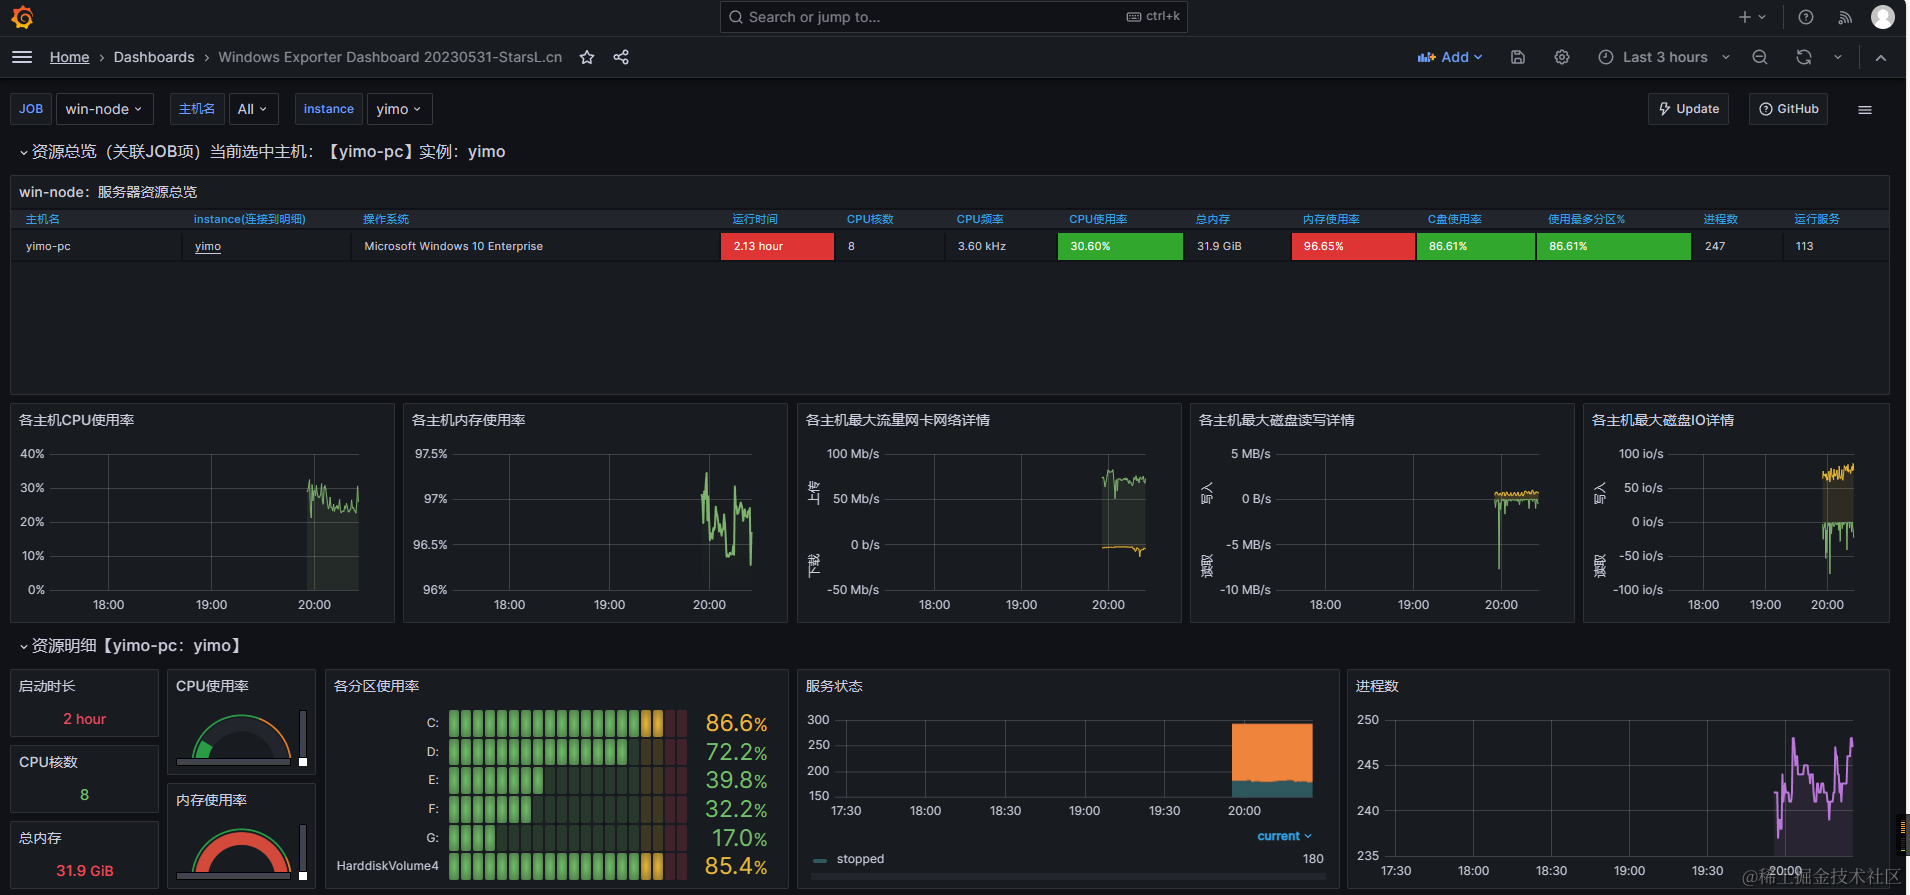 Search or jump to... ctrl+k
Home › Dashboards › Windows Exporter Dashboard 20230531-StarsL.cn Add Last 3 hours
JOB win-node 主机名 All instance yimo Update GitHub
资源总览（关联JOB项）当前选中主机：【yimo-pc】实例：yimo
win-node：服务器资源总览
主机名 instance(连接到明细) 操作系统 运行时间 CPU核数 CPU频率 CPU使用率 总内存 内存使用率 C盘使用率 使用最多分区% 进程数 运行服务
yimo-pc yimo Microsoft Windows 10 Enterprise 2.13 hour 8 3.60 kHz 30.60% 31.9 GiB 96.65% 86.61% 86.61% 247 113
各主机CPU使用率
40%
30%
20%
10%
0%
18:00 19:00 20:00
各主机内存使用率
97.5%
97%
96.5%
96%
18:00 19:00 20:00
各主机最大流量网卡网络详情
上传
下载
100 Mb/s
50 Mb/s
0 b/s
-50 Mb/s
18:00 19:00 20:00
各主机最大磁盘读写详情
写入
读取
5 MB/s
0 B/s
-5 MB/s
-10 MB/s
18:00 19:00 20:00
各主机最大磁盘IO详情
写入
读取
100 io/s
50 io/s
0 io/s
-50 io/s
-100 io/s
18:00 19:00 20:00
资源明细【yimo-pc：yimo】
启动时长
2 hour
CPU核数
8
总内存
31.9 GiB
CPU使用率
内存使用率
各分区使用率
C: 86.6%
D: 72.2%
E: 39.8%
F: 32.2%
G: 17.0%
HarddiskVolume4 85.4%
服务状态
300
250
200
150
17:30 18:00 18:30 19:00 19:30 20:00
current
stopped 180
进程数
250
245
240
235
17:30 18:00 18:30 19:00 19:30 20:00
@稀土掘金技术社区